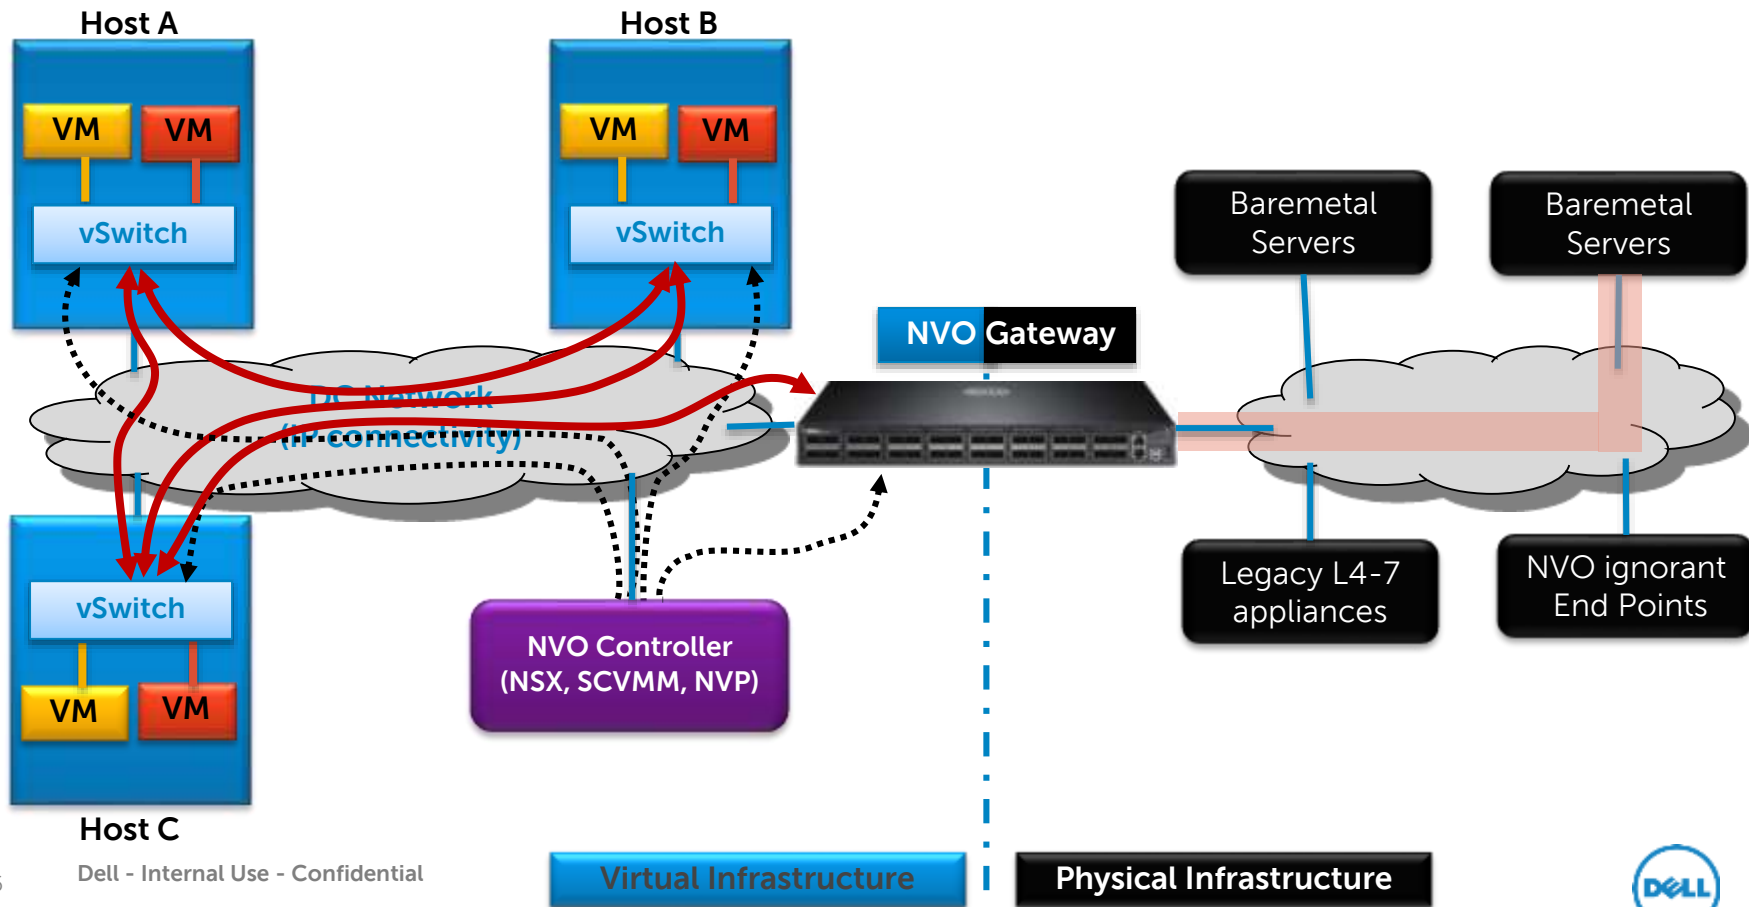 Host A
Host B
VM
VM
VM
VM
vSwitch
vSwitch
Baremetal
Servers
Baremetal
Servers
NVO Gateway
DC Network
(IP connectivity)
vSwitch
VM
VM
NVO Controller
(NSX, SCVMM, NVP)
Legacy L4-7
appliances
NVO ignorant
End Points
Host C
Dell - Internal Use - Confidential
Virtual Infrastructure
Physical Infrastructure
DELL